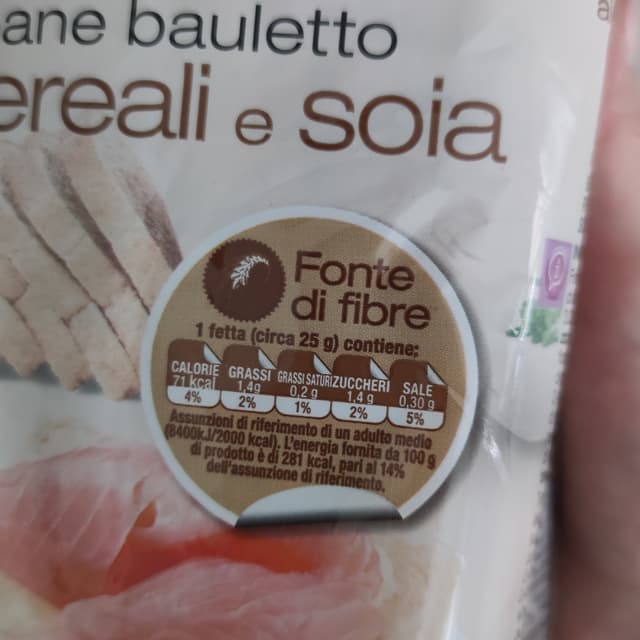 ane bauletto
ereali e soia
Fonte
di fibre
1 fetta (circa 25 g) contiene:
CALORIE GRASSI GRASSI SATURI ZUCCHERI SALE
71 kcal 1,4g 0,2 g 1,4 g 0,30 g
4% 2% 1% 2% 5%
Assunzioni di riferimento di un adulto medio
(8400kJ/2000 kcal). L'energia fornita da 100 g
di prodotto è di 281 kcal, pari al 14%
dell'assunzione di riferimento.